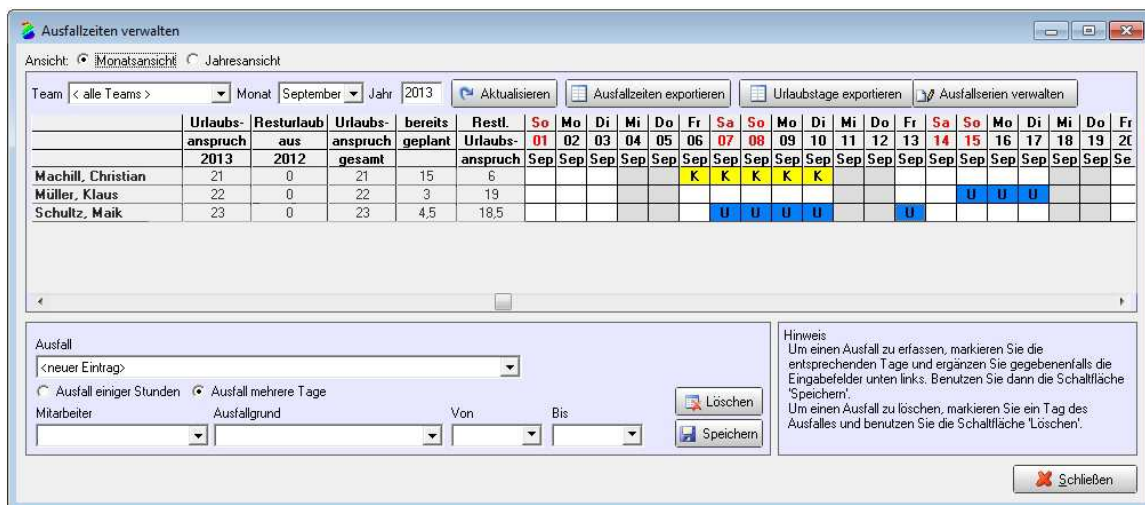 Ausfallzeiten verwalten
Ansicht: Monatsansicht Jahresansicht
Team < alle Teams > Monat September Jahr 2013 Aktualisieren Ausfallzeiten exportieren Urlaubstage exportieren Ausfallserien verwalten
Urlaubs- Resturlaub Urlaubs- bereits Restl. So Mo Di Mi Do Fr Sa So Mo Di Mi Do Fr Sa So Mo Di Mi Do Fr
anspruch aus anspruch geplant Urlaubs- 01 02 03 04 05 06 07 08 09 10 11 12 13 14 15 16 17 18 19
2013 2012 gesamt anspruch Sep Sep Sep Sep Sep Sep Sep Sep Sep Sep Sep Sep Sep Sep Sep Sep Sep Sep Sep Se
Machill, Christian 21 0 21 15 6 K K K K K
Müller, Klaus 22 0 22 3 19 U U U
Schultz, Maik 23 0 23 4,5 18,5 U U U U U
Ausfall
<neuer Eintrag>
Ausfall einiger Stunden Ausfall mehrere Tage
Mitarbeiter Ausfallgrund Von Bis
Löschen
Speichern
Hinweis
Um einen Ausfall zu erfassen, markieren Sie die
entsprechenden Tage und ergänzen Sie gegebenenfalls die
Eingabefelder unten links. Benutzen Sie dann die Schaltfläche
'Speichern'.
Um einen Ausfall zu löschen, markieren Sie ein Tag des
Ausfalles und benutzen Sie die Schaltfläche 'Löschen'.
Schließen